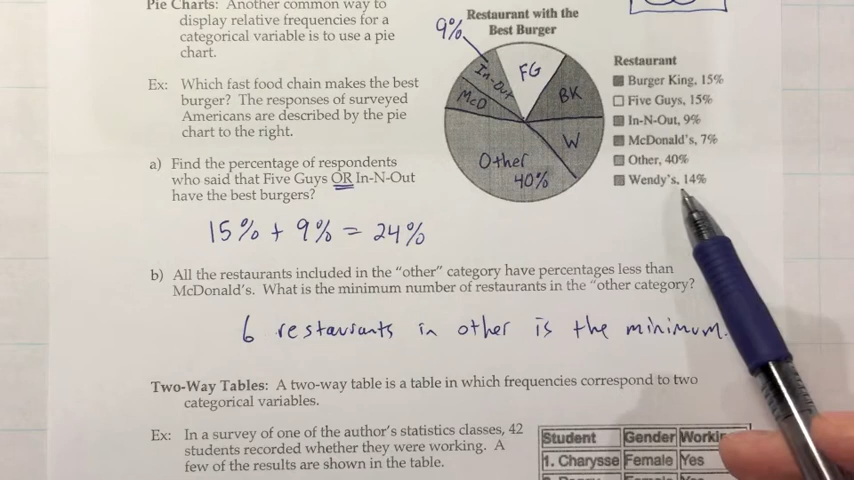 Pie Charts: Another common way to
display relative frequencies for a
categorical variable is to use a pie
chart.
Ex: Which fast food chain makes the best
burger? The responses of surveyed
Americans are described by the pie
chart to the right.
a) Find the percentage of respondents
who said that Five Guys OR In-N-Out
have the best burgers?
15% + 9% = 24%
Restaurant with the
Best Burger
9%
In-Out
FG
BK
McD
W
Other
40%
Restaurant
Burger King, 15%
Five Guys, 15%
In-N-Out, 9%
McDonald's, 7%
Other, 40%
Wendy's, 14%
b) All the restaurants included in the “other” category have percentages less than
McDonald's. What is the minimum number of restaurants in the “other category?
6 restaurants in other is the minimum.
Two-Way Tables: A two-way table is a table in which frequencies correspond to two
categorical variables.
Ex: In a survey of one of the author's statistics classes, 42
students recorded whether they were working. A
few of the results are shown in the table.
Student Gender Workin
1. Charysse Female Yes